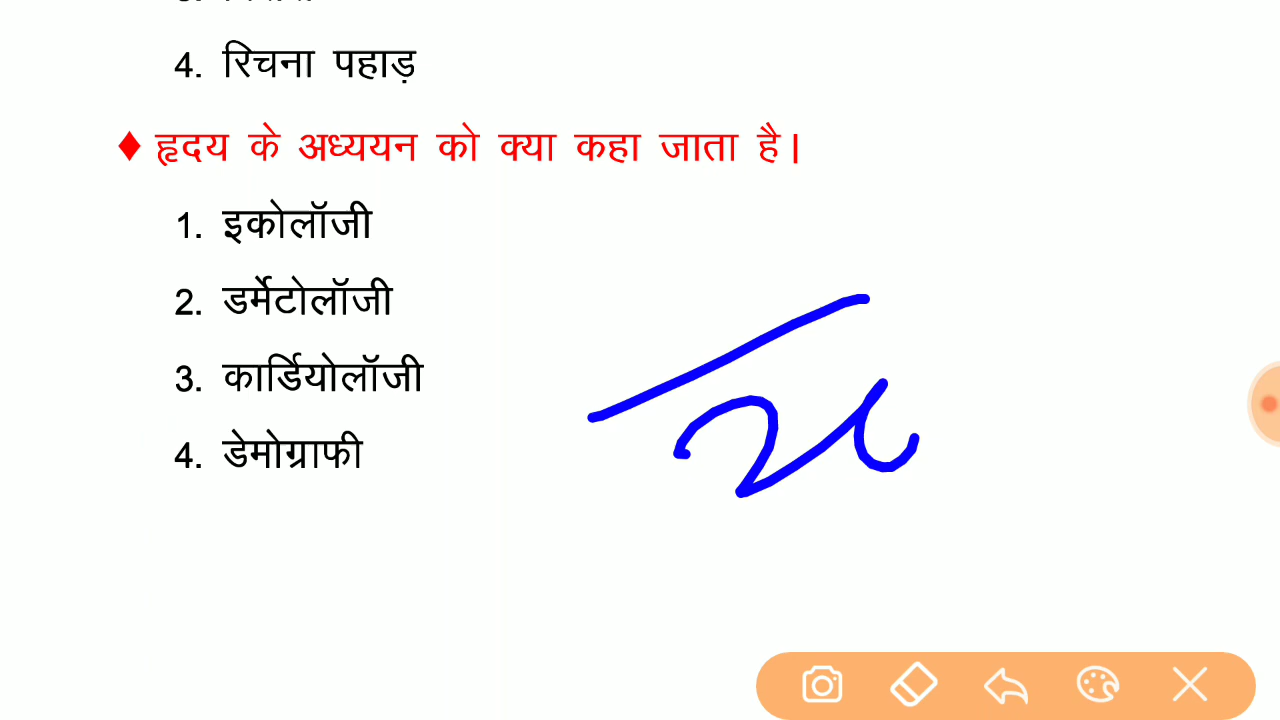 4. रिचना पहाड़
♦ हृदय के अध्ययन को क्या कहा जाता है।
1. इकोलॉजी
2. डर्मेटोलॉजी
3. कार्डियोलॉजी
4. डेमोग्राफी